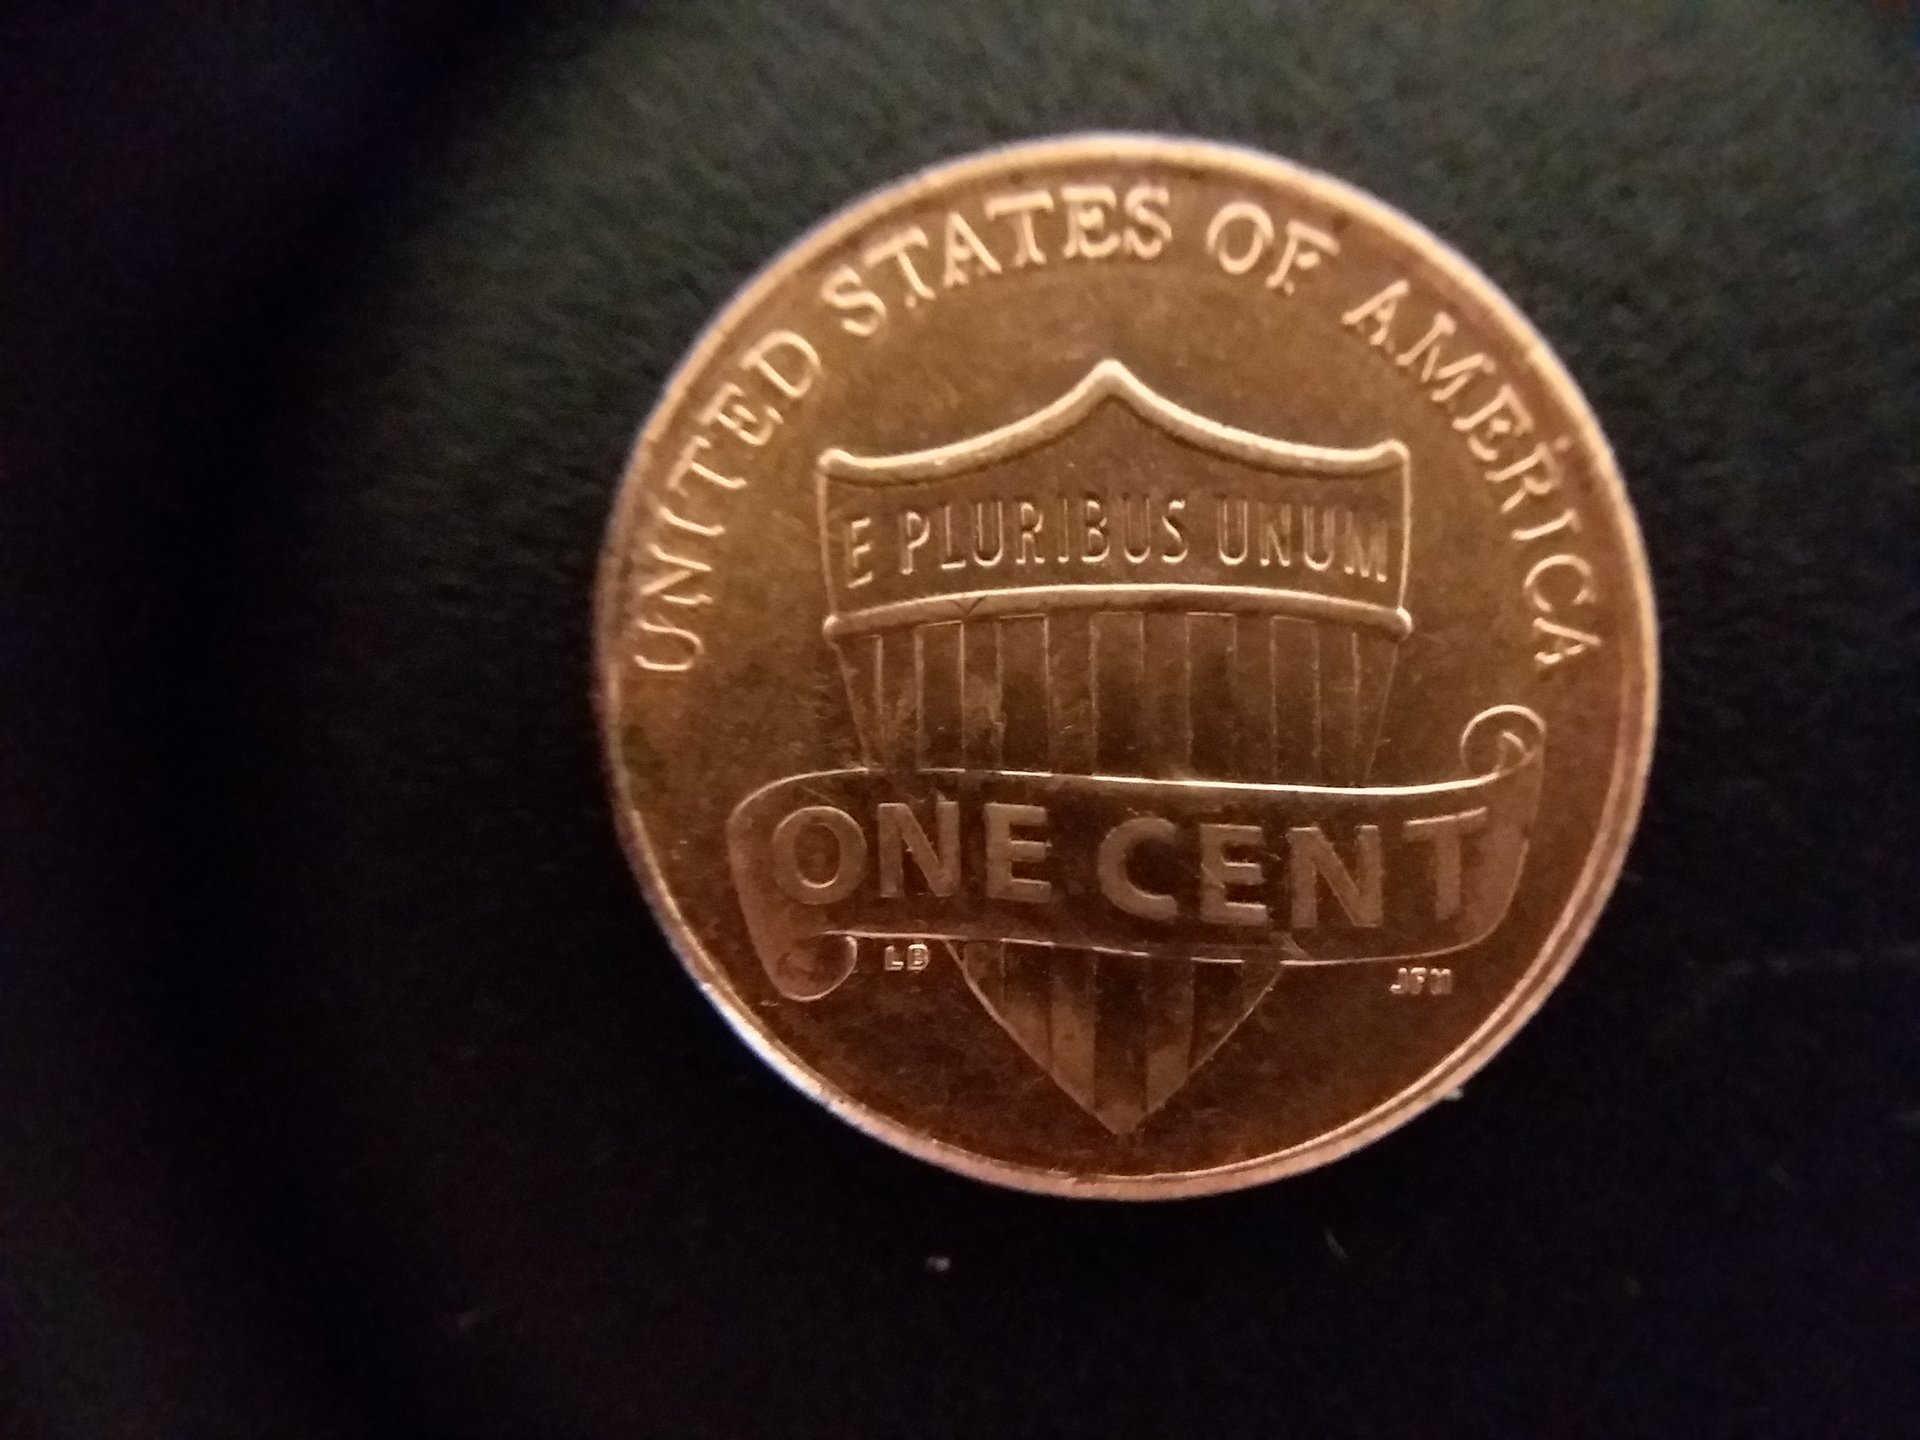 UNITED STATES OF AMERICA
E PLURIBUS UNUM
ONE CENT
LB
JFM